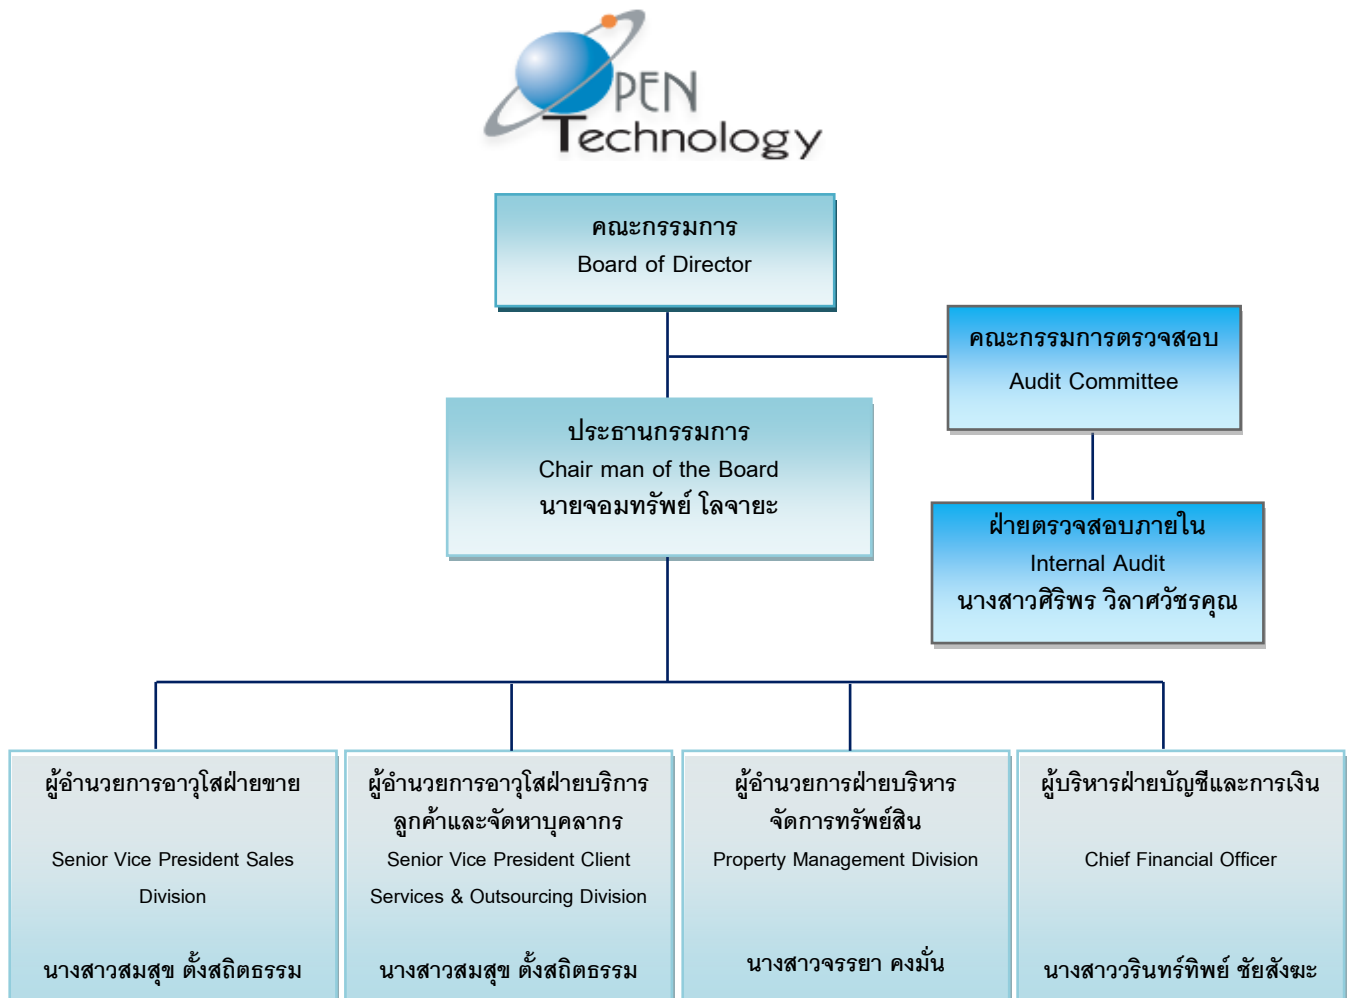 OPEN
Technology
คณะกรรมการ
Board of Director
คณะกรรมการตรวจสอบ
Audit Committee
ประธานกรรมการ
Chair man of the Board
นายจอมทรัพย์ โลจายะ
ฝ่ายตรวจสอบภายใน
Internal Audit
นางสาวศิริพร วิลาศวัชรคุณ
ผู้อำนวยการอาวุโสฝ่ายขาย
Senior Vice President Sales
Division
นางสาวสมสุข ตั้งสถิตธรรม
ผู้อำนวยการอาวุโสฝ่ายบริการ
ลูกค้าและจัดหาบุคลากร
Senior Vice President Client
Services & Outsourcing Division
นางสาวสมสุข ตั้งสถิตธรรม
ผู้อำนวยการฝ่ายบริหาร
จัดการทรัพย์สิน
Property Management Division
นางสาวจรรยา คงมั่น
ผู้บริหารฝ่ายบัญชีและการเงิน
Chief Financial Officer
นางสาววรินทร์ทิพย์ ชัยสังฆะ